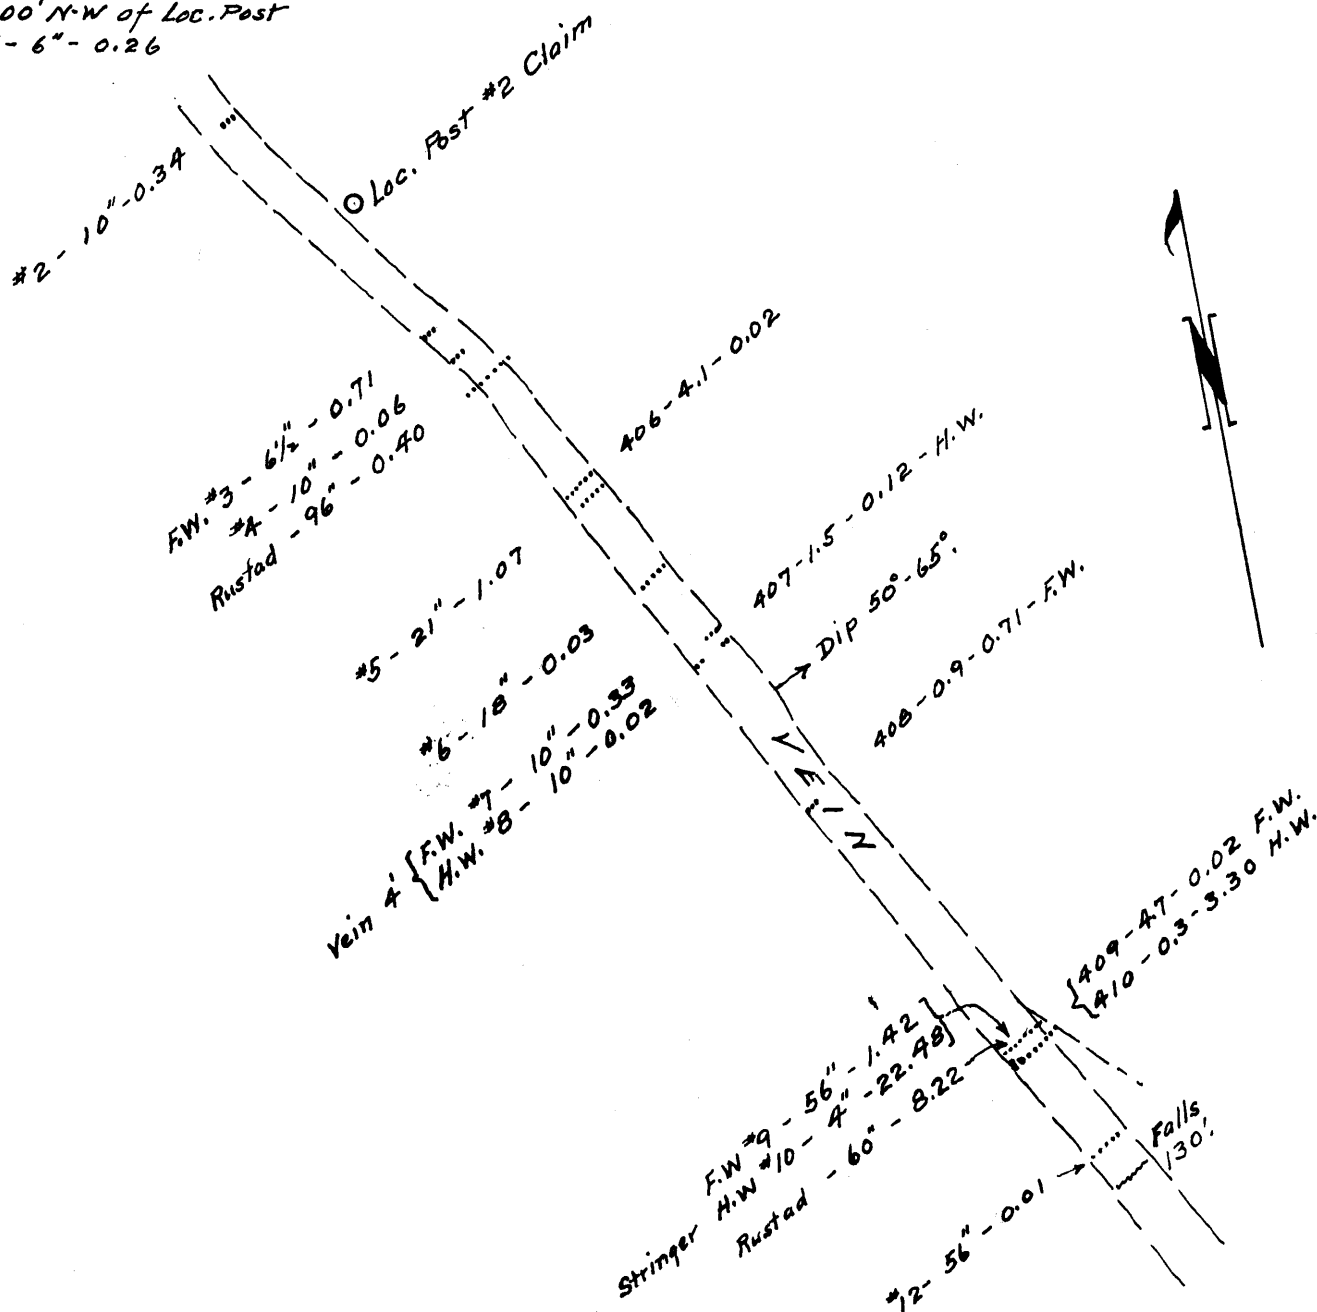 00' N-W of Loc. Post
- 6" - 0.26
Loc. Post #2 Claim
#2 - 10" - 0.34
N
406 - 4.1 - 0.02
F.W. #3 - 6½" - 0.71
#4 - 10" - 0.06
Rustad - 96" - 0.40
407 - 1.5 - 0.12 - H.W.
Dip 50° - 65°.
408 - 0.9 - 0.71 - F.W.
#5 - 21" - 1.07
#6 - 18" - 0.03
Vein 4' { F.W. #7 - 10" - 0.33
H.W. #8 - 10" - 0.02
VEIN
{409 - 4.7 - 0.02 F.W.
410 - 0.3 - 3.30 H.W.
F.W #9 - 56" - 1.42
Stringer H.W #10 - 4" - 22.48}
Rustad - 60" - 8.22
Falls
130'.
#12 - 56" - 0.01